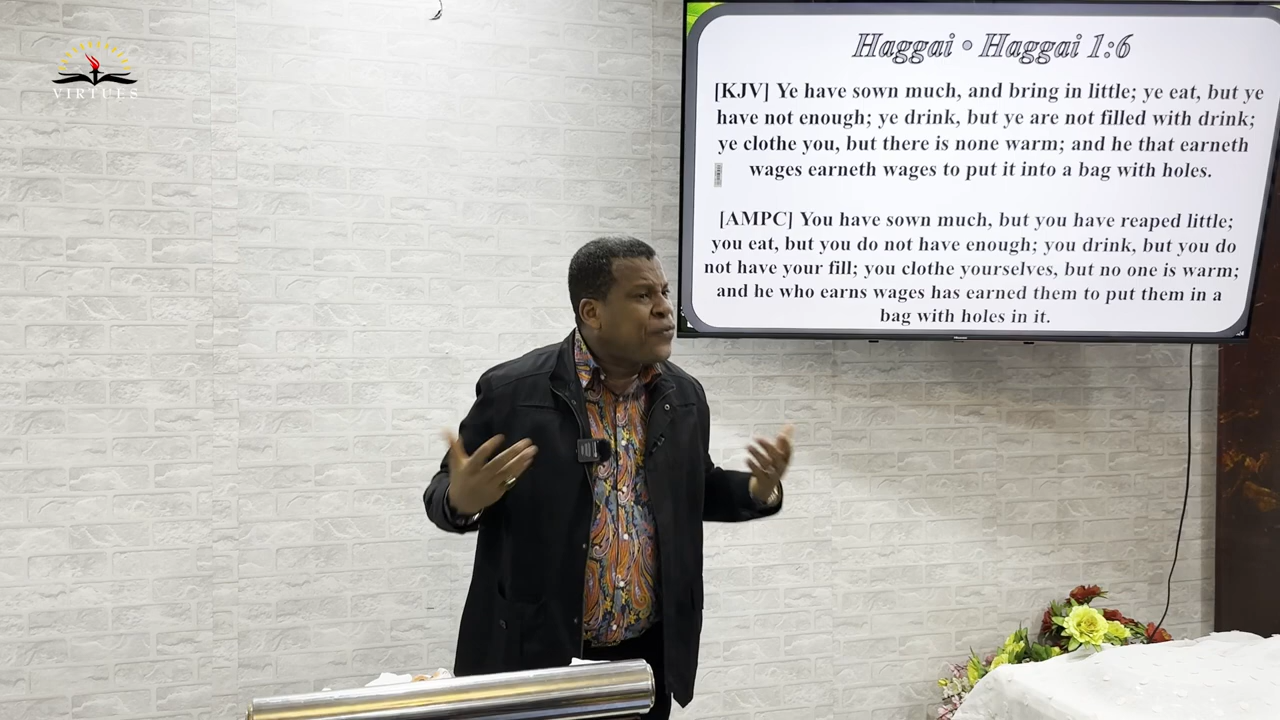 VIRTUES
Haggai • Haggai 1:6
[KJV] Ye have sown much, and bring in little; ye eat, but ye
have not enough; ye drink, but ye are not filled with drink;
ye clothe you, but there is none warm; and he that earneth
wages earneth wages to put it into a bag with holes.
[AMPC] You have sown much, but you have reaped little;
you eat, but you do not have enough; you drink, but you do
not have your fill; you clothe yourselves, but no one is warm;
and he who earns wages has earned them to put them in a
bag with holes in it.